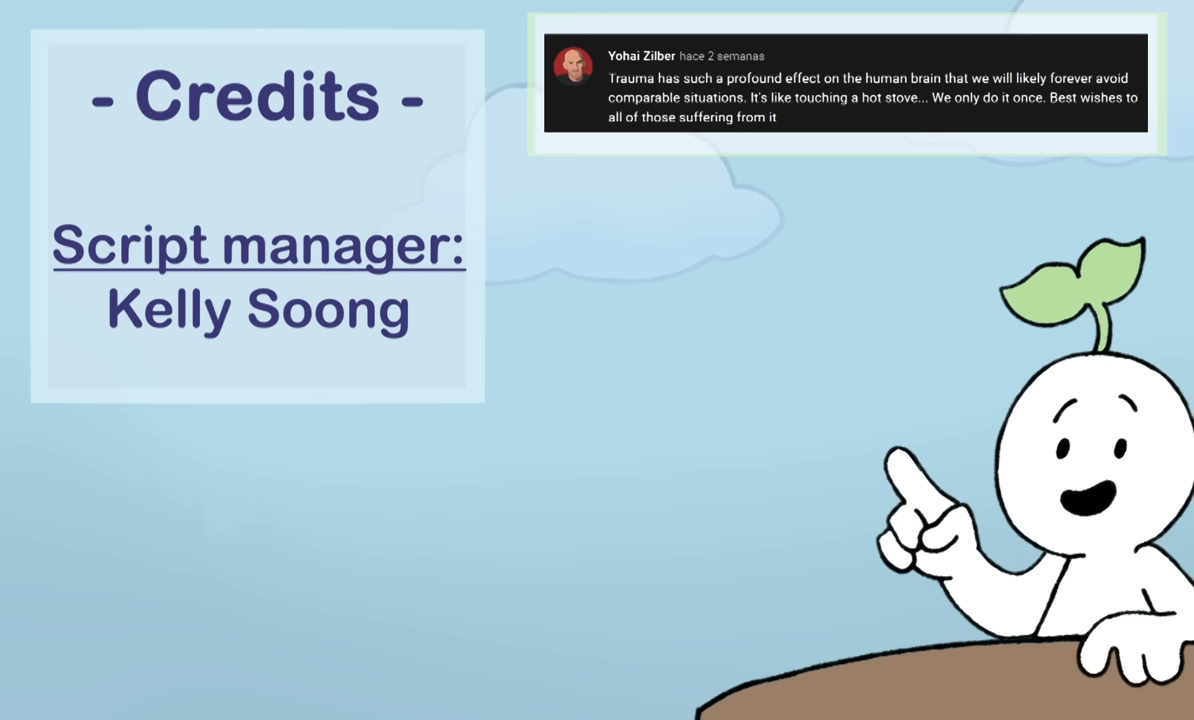 - Credits -
Script manager:
Kelly Soong
Yohai Zilber hace 2 semanas
Trauma has such a profound effect on the human brain that we will likely forever avoid
comparable situations. It's like touching a hot stove... We only do it once. Best wishes to
all of those suffering from it